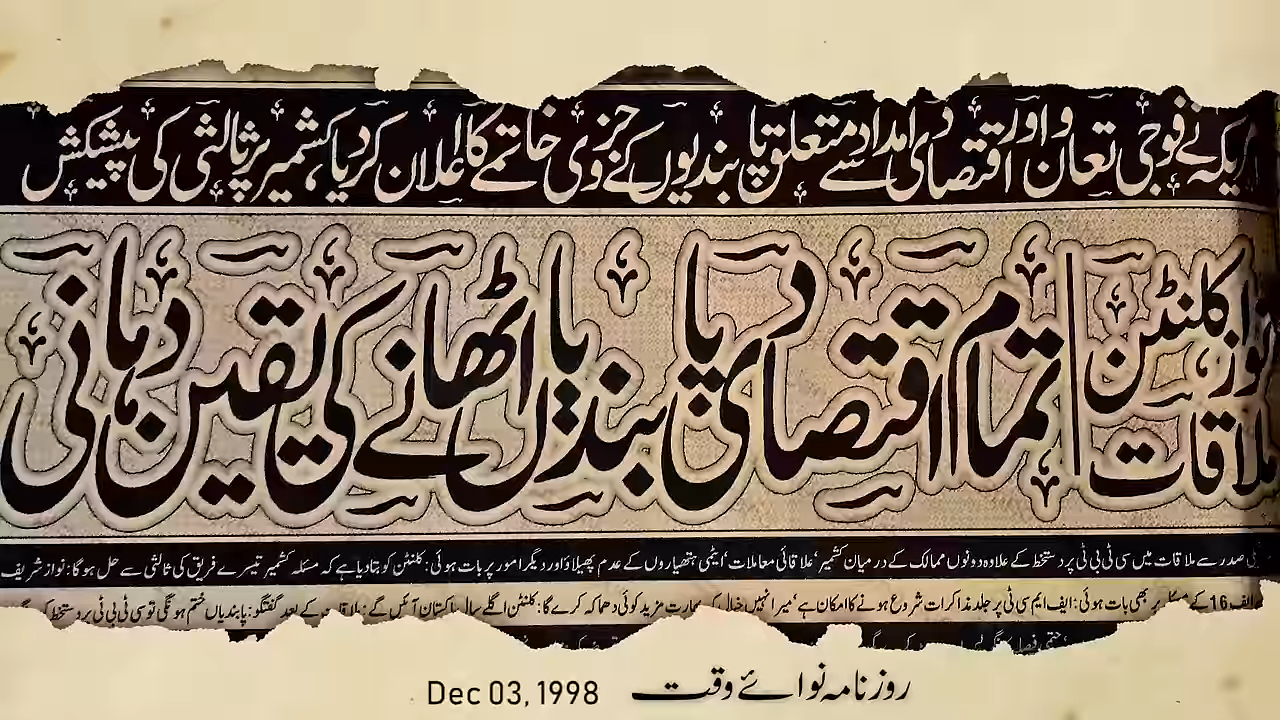 امریکہ نے فوجی تعاون اور اقتصادی امداد سے متعلق پابندیوں کے جزوی خاتمے کا اعلان کر دیا، کشمیر پر ثالثی کی پیشکش
نواز کلنٹن ملاقات
تمام اقتصادی پابندیاں اٹھانے کی یقین دہانی
صدر سے ملاقات میں سی ٹی بی ٹی پر دستخط کے علاوہ دونوں ممالک کے درمیان کشمیر ' علاقائی معاملات ' ایٹمی ہتھیاروں کے عدم پھیلاؤ اور دیگر امور پر بات ہوئی: کلنٹن کو بتا دیا ہے کہ مسئلہ کشمیر تیسرے فریق کی ثالثی سے حل ہو گا: نواز شریف
ایف 16 کے مسئلہ پر بھی بات ہوئی: ایف ایم سی ٹی پر جلد مذاکرات شروع ہونے کا امکان ہے ' میرا نہیں خیال کہ بھارت مزید کوئی دھماکہ کرے گا: کلنٹن اگلے سال پاکستان آئیں گے: ملاقات کے بعد گفتگو: پابندیاں ختم ہونگی تو سی ٹی بی ٹی پر دستخط
Dec 03, 1998 روزنامہ نوائے وقت